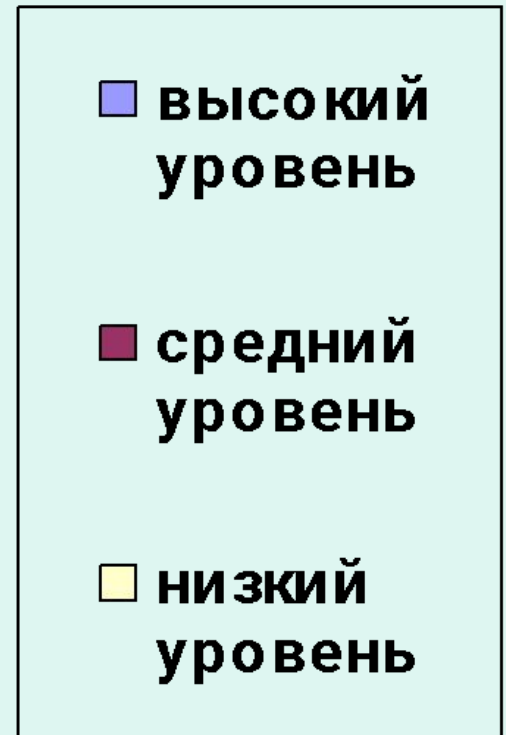 высокий
уровень
средний
уровень
низкий
уровень